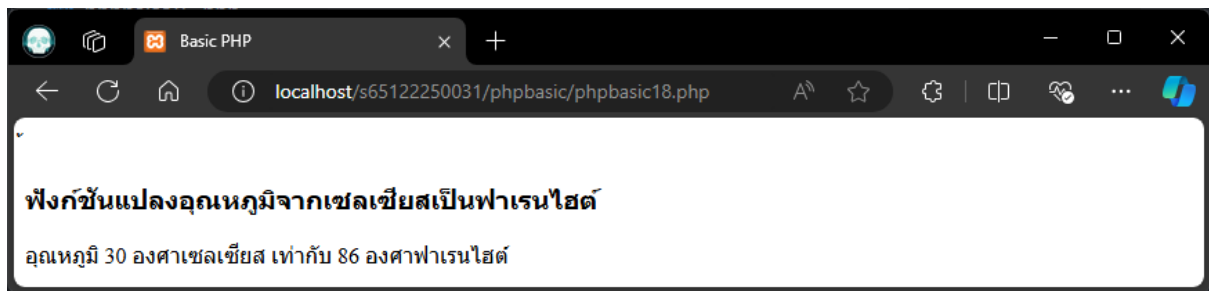 Basic PHP
localhost/s65122250031/phpbasic/phpbasic18.php
ฟังก์ชันแปลงอุณหภูมิจากเซลเซียสเป็นฟาเรนไฮต์
อุณหภูมิ 30 องศาเซลเซียส เท่ากับ 86 องศาฟาเรนไฮต์